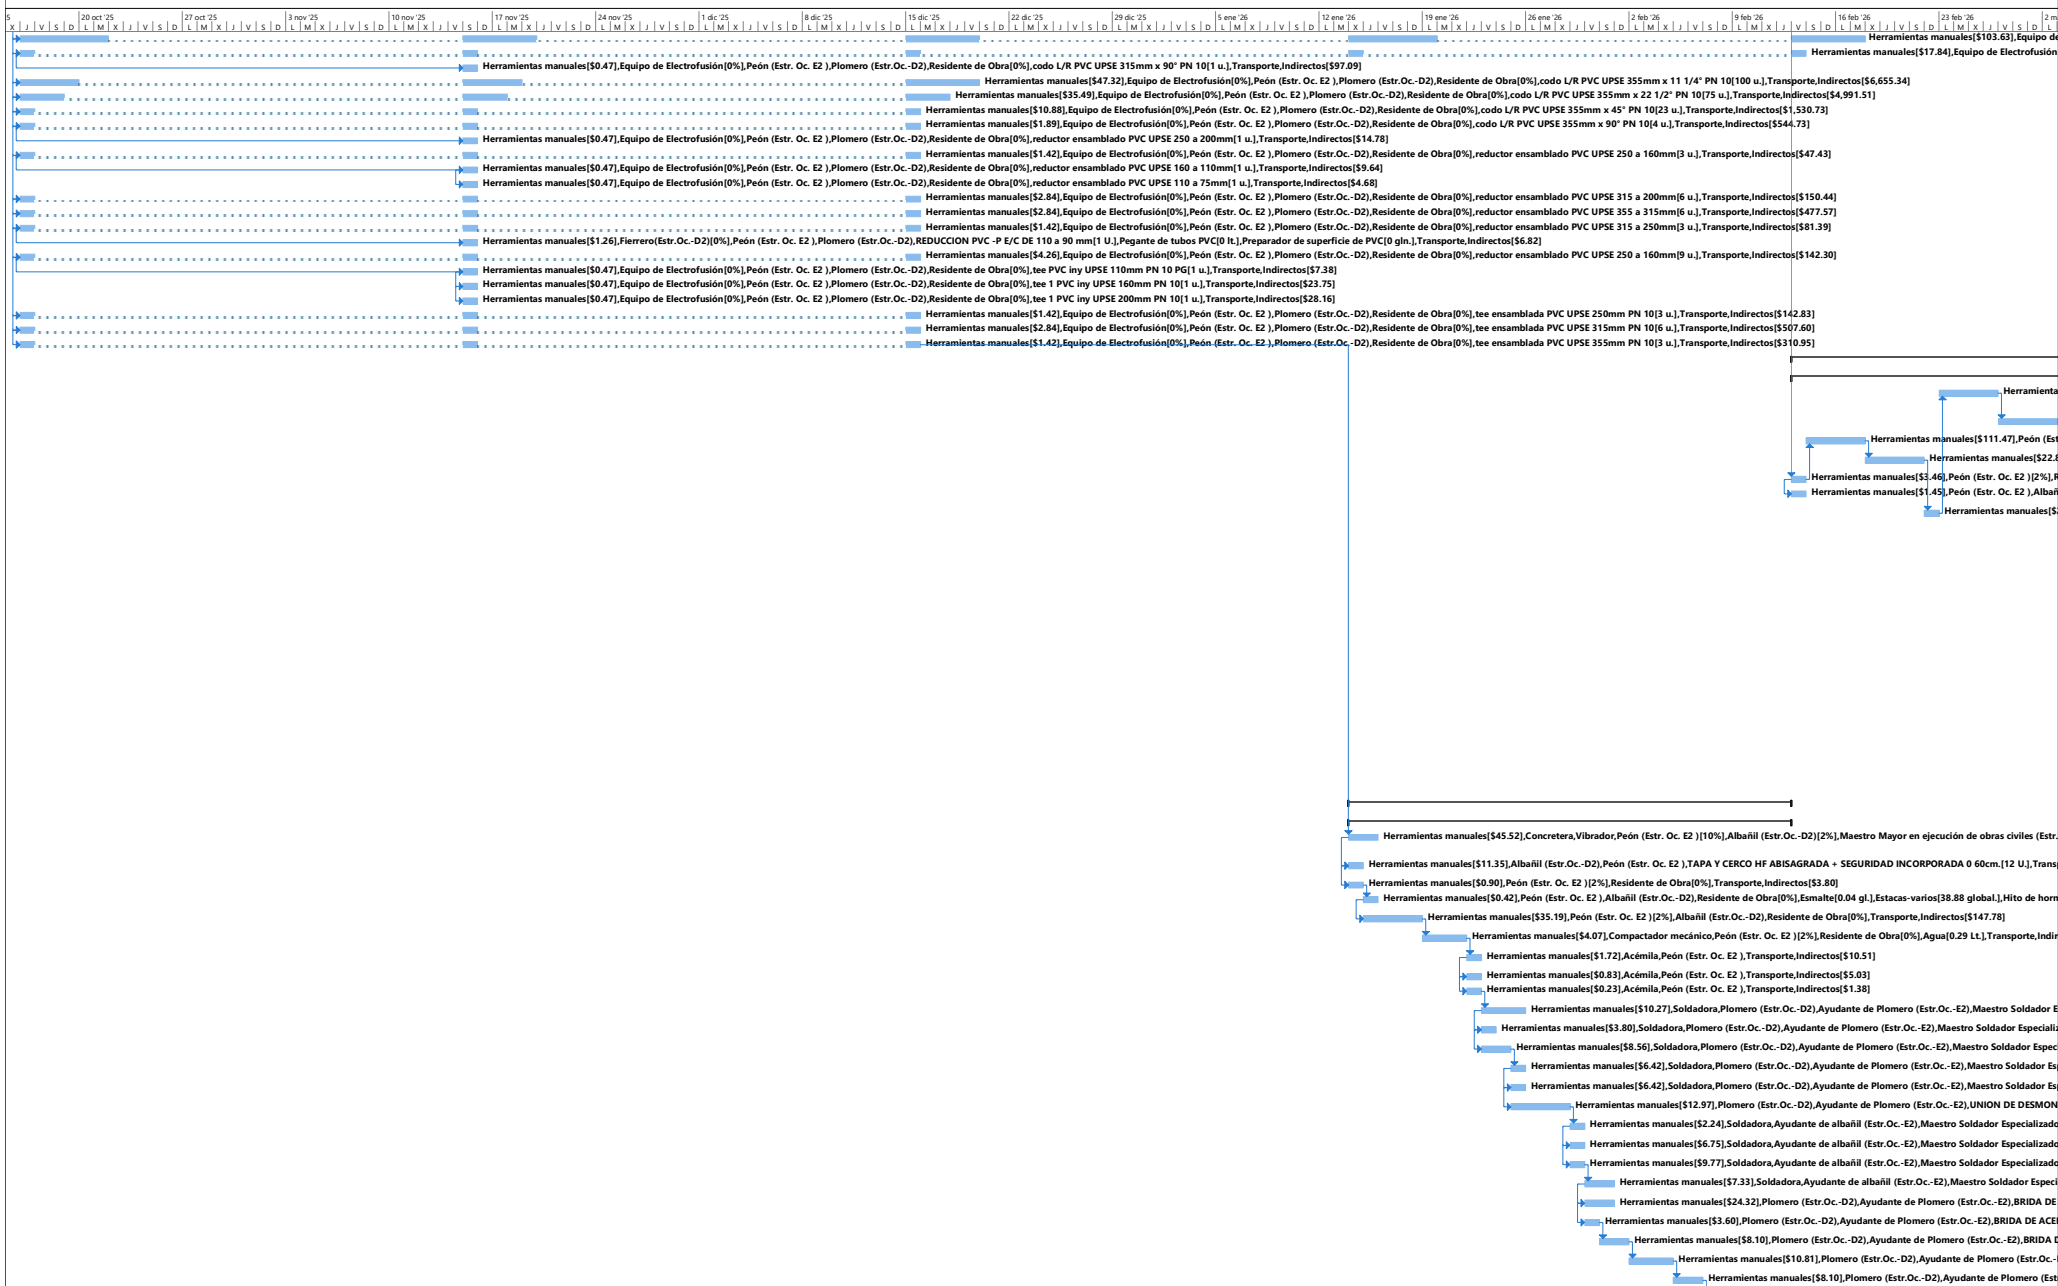 5 20 oct '25 27 oct '25 3 nov '25 10 nov '25 17 nov '25 24 nov '25 1 dic '25 8 dic '25 15 dic '25 22 dic '25 29 dic '25 5 ene '26 12 ene '26 19 ene '26 26 ene '26 2 feb '26 9 feb '26 16 feb '26 23 feb '26 2 m
Herramientas manuales[$103.63],Equipo de
Herramientas manuales[$17.84],Equipo de Electrofusión
Herramientas manuales[$0.47],Equipo de Electrofusión[0%],Peón (Estr. Oc. E2 ),Plomero (Estr.Oc.-D2),Residente de Obra[0%],codo L/R PVC UPSE 315mm x 90° PN 10[1 u.],Transporte,Indirectos[$97.09]
Herramientas manuales[$47.32],Equipo de Electrofusión[0%],Peón (Estr. Oc. E2 ),Plomero (Estr.Oc.-D2),Residente de Obra[0%],codo L/R PVC UPSE 355mm x 11 1/4° PN 10[100 u.],Transporte,Indirectos[$6,655.34]
Herramientas manuales[$35.49],Equipo de Electrofusión[0%],Peón (Estr. Oc. E2 ),Plomero (Estr.Oc.-D2),Residente de Obra[0%],codo L/R PVC UPSE 355mm x 22 1/2° PN 10[75 u.],Transporte,Indirectos[$4,991.51]
Herramientas manuales[$10.88],Equipo de Electrofusión[0%],Peón (Estr. Oc. E2 ),Plomero (Estr.Oc.-D2),Residente de Obra[0%],codo L/R PVC UPSE 355mm x 45° PN 10[23 u.],Transporte,Indirectos[$1,530.73]
Herramientas manuales[$1.89],Equipo de Electrofusión[0%],Peón (Estr. Oc. E2 ),Plomero (Estr.Oc.-D2),Residente de Obra[0%],codo L/R PVC UPSE 355mm x 90° PN 10[4 u.],Transporte,Indirectos[$544.73]
Herramientas manuales[$0.47],Equipo de Electrofusión[0%],Peón (Estr. Oc. E2 ),Plomero (Estr.Oc.-D2),Residente de Obra[0%],reductor ensamblado PVC UPSE 250 a 200mm[1 u.],Transporte,Indirectos[$14.78]
Herramientas manuales[$1.42],Equipo de Electrofusión[0%],Peón (Estr. Oc. E2 ),Plomero (Estr.Oc.-D2),Residente de Obra[0%],reductor ensamblado PVC UPSE 250 a 160mm[3 u.],Transporte,Indirectos[$47.43]
Herramientas manuales[$0.47],Equipo de Electrofusión[0%],Peón (Estr. Oc. E2 ),Plomero (Estr.Oc.-D2),Residente de Obra[0%],reductor ensamblado PVC UPSE 160 a 110mm[1 u.],Transporte,Indirectos[$9.64]
Herramientas manuales[$0.47],Equipo de Electrofusión[0%],Peón (Estr. Oc. E2 ),Plomero (Estr.Oc.-D2),Residente de Obra[0%],reductor ensamblado PVC UPSE 110 a 75mm[1 u.],Transporte,Indirectos[$4.68]
Herramientas manuales[$2.84],Equipo de Electrofusión[0%],Peón (Estr. Oc. E2 ),Plomero (Estr.Oc.-D2),Residente de Obra[0%],reductor ensamblado PVC UPSE 315 a 200mm[6 u.],Transporte,Indirectos[$150.44]
Herramientas manuales[$2.84],Equipo de Electrofusión[0%],Peón (Estr. Oc. E2 ),Plomero (Estr.Oc.-D2),Residente de Obra[0%],reductor ensamblado PVC UPSE 355 a 315mm[6 u.],Transporte,Indirectos[$477.57]
Herramientas manuales[$1.42],Equipo de Electrofusión[0%],Peón (Estr. Oc. E2 ),Plomero (Estr.Oc.-D2),Residente de Obra[0%],reductor ensamblado PVC UPSE 315 a 250mm[3 u.],Transporte,Indirectos[$81.39]
Herramientas manuales[$1.26],Fierrero(Estr.Oc.-D2)[0%],Peón (Estr. Oc. E2 ),Plomero (Estr.Oc.-D2),REDUCCION PVC -P E/C DE 110 a 90 mm[1 U.],Pegante de tubos PVC[0 lt.],Preparador de superficie de PVC[0 gln.],Transporte,Indirectos[$6.82]
Herramientas manuales[$4.26],Equipo de Electrofusión[0%],Peón (Estr. Oc. E2 ),Plomero (Estr.Oc.-D2),Residente de Obra[0%],reductor ensamblado PVC UPSE 250 a 160mm[9 u.],Transporte,Indirectos[$142.30]
Herramientas manuales[$0.47],Equipo de Electrofusión[0%],Peón (Estr. Oc. E2 ),Plomero (Estr.Oc.-D2),Residente de Obra[0%],tee PVC iny UPSE 110mm PN 10 PG[1 u.],Transporte,Indirectos[$7.38]
Herramientas manuales[$0.47],Equipo de Electrofusión[0%],Peón (Estr. Oc. E2 ),Plomero (Estr.Oc.-D2),Residente de Obra[0%],tee 1 PVC iny UPSE 160mm PN 10[1 u.],Transporte,Indirectos[$23.75]
Herramientas manuales[$0.47],Equipo de Electrofusión[0%],Peón (Estr. Oc. E2 ),Plomero (Estr.Oc.-D2),Residente de Obra[0%],tee 1 PVC iny UPSE 200mm PN 10[1 u.],Transporte,Indirectos[$28.16]
Herramientas manuales[$1.42],Equipo de Electrofusión[0%],Peón (Estr. Oc. E2 ),Plomero (Estr.Oc.-D2),Residente de Obra[0%],tee ensamblada PVC UPSE 250mm PN 10[3 u.],Transporte,Indirectos[$142.83]
Herramientas manuales[$2.84],Equipo de Electrofusión[0%],Peón (Estr. Oc. E2 ),Plomero (Estr.Oc.-D2),Residente de Obra[0%],tee ensamblada PVC UPSE 315mm PN 10[6 u.],Transporte,Indirectos[$507.60]
Herramientas manuales[$1.42],Equipo de Electrofusión[0%],Peón (Estr. Oc. E2 ),Plomero (Estr.Oc.-D2),Residente de Obra[0%],tee ensamblada PVC UPSE 355mm PN 10[3 u.],Transporte,Indirectos[$310.95]
Herramienta
Herramientas manuales[$111.47],Peón (Est
Herramientas manuales[$22.8
Herramientas manuales[$3.46],Peón (Estr. Oc. E2 )[2%],R
Herramientas manuales[$1.45],Peón (Estr. Oc. E2 ),Albañ
Herramientas manuales[$
Herramientas manuales[$45.52],Concretera,Vibrador,Peón (Estr. Oc. E2 )[10%],Albañil (Estr.Oc.-D2)[2%],Maestro Mayor en ejecución de obras civiles (Estr.
Herramientas manuales[$11.35],Albañil (Estr.Oc.-D2),Peón (Estr. Oc. E2 ),TAPA Y CERCO HF ABISAGRADA + SEGURIDAD INCORPORADA 0 60cm.[12 U.],Trans
Herramientas manuales[$0.90],Peón (Estr. Oc. E2 )[2%],Residente de Obra[0%],Transporte,Indirectos[$3.80]
Herramientas manuales[$0.42],Peón (Estr. Oc. E2 ),Albañil (Estr.Oc.-D2),Residente de Obra[0%],Esmalte[0.04 gl.],Estacas-varios[38.88 global.],Hito de horm
Herramientas manuales[$35.19],Peón (Estr. Oc. E2 )[2%],Albañil (Estr.Oc.-D2),Residente de Obra[0%],Transporte,Indirectos[$147.78]
Herramientas manuales[$4.07],Compactador mecánico,Peón (Estr. Oc. E2 )[2%],Residente de Obra[0%],Agua[0.29 Lt.],Transporte,Indir
Herramientas manuales[$1.72],Acémila,Peón (Estr. Oc. E2 ),Transporte,Indirectos[$10.51]
Herramientas manuales[$0.83],Acémila,Peón (Estr. Oc. E2 ),Transporte,Indirectos[$5.03]
Herramientas manuales[$0.23],Acémila,Peón (Estr. Oc. E2 ),Transporte,Indirectos[$1.38]
Herramientas manuales[$10.27],Soldadora,Plomero (Estr.Oc.-D2),Ayudante de Plomero (Estr.Oc.-E2),Maestro Soldador E
Herramientas manuales[$3.80],Soldadora,Plomero (Estr.Oc.-D2),Ayudante de Plomero (Estr.Oc.-E2),Maestro Soldador Especializ
Herramientas manuales[$8.56],Soldadora,Plomero (Estr.Oc.-D2),Ayudante de Plomero (Estr.Oc.-E2),Maestro Soldador Espec
Herramientas manuales[$6.42],Soldadora,Plomero (Estr.Oc.-D2),Ayudante de Plomero (Estr.Oc.-E2),Maestro Soldador Es
Herramientas manuales[$6.42],Soldadora,Plomero (Estr.Oc.-D2),Ayudante de Plomero (Estr.Oc.-E2),Maestro Soldador Es
Herramientas manuales[$12.97],Plomero (Estr.Oc.-D2),Ayudante de Plomero (Estr.Oc.-E2),UNION DE DESMON
Herramientas manuales[$2.24],Soldadora,Ayudante de albañil (Estr.Oc.-E2),Maestro Soldador Especializado
Herramientas manuales[$6.75],Soldadora,Ayudante de albañil (Estr.Oc.-E2),Maestro Soldador Especializado
Herramientas manuales[$9.77],Soldadora,Ayudante de albañil (Estr.Oc.-E2),Maestro Soldador Especializado
Herramientas manuales[$7.33],Soldadora,Ayudante de albañil (Estr.Oc.-E2),Maestro Soldador Especi
Herramientas manuales[$24.32],Plomero (Estr.Oc.-D2),Ayudante de Plomero (Estr.Oc.-E2),BRIDA DE
Herramientas manuales[$3.60],Plomero (Estr.Oc.-D2),Ayudante de Plomero (Estr.Oc.-E2),BRIDA DE ACE
Herramientas manuales[$8.10],Plomero (Estr.Oc.-D2),Ayudante de Plomero (Estr.Oc.-E2),BRIDA D
Herramientas manuales[$10.81],Plomero (Estr.Oc.-D2),Ayudante de Plomero (Estr.Oc.-
Herramientas manuales[$8.10],Plomero (Estr.Oc.-D2),Ayudante de Plomero (Est